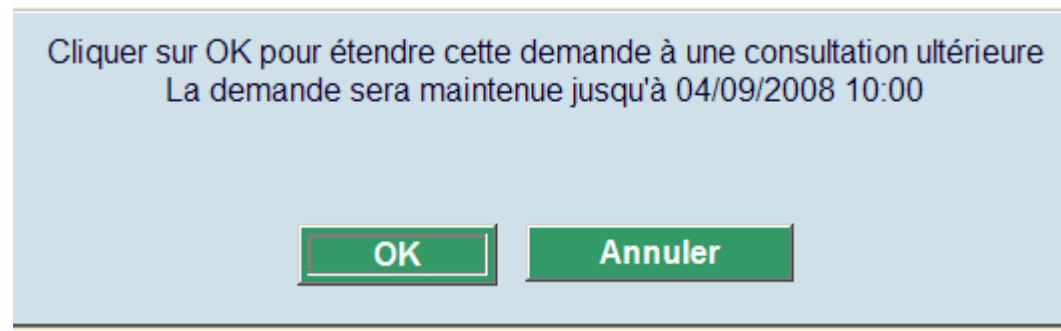 Cliquer sur OK pour étendre cette demande à une consultation ultérieure
La demande sera maintenue jusqu'à 04/09/2008 10:00
OK
Annuler